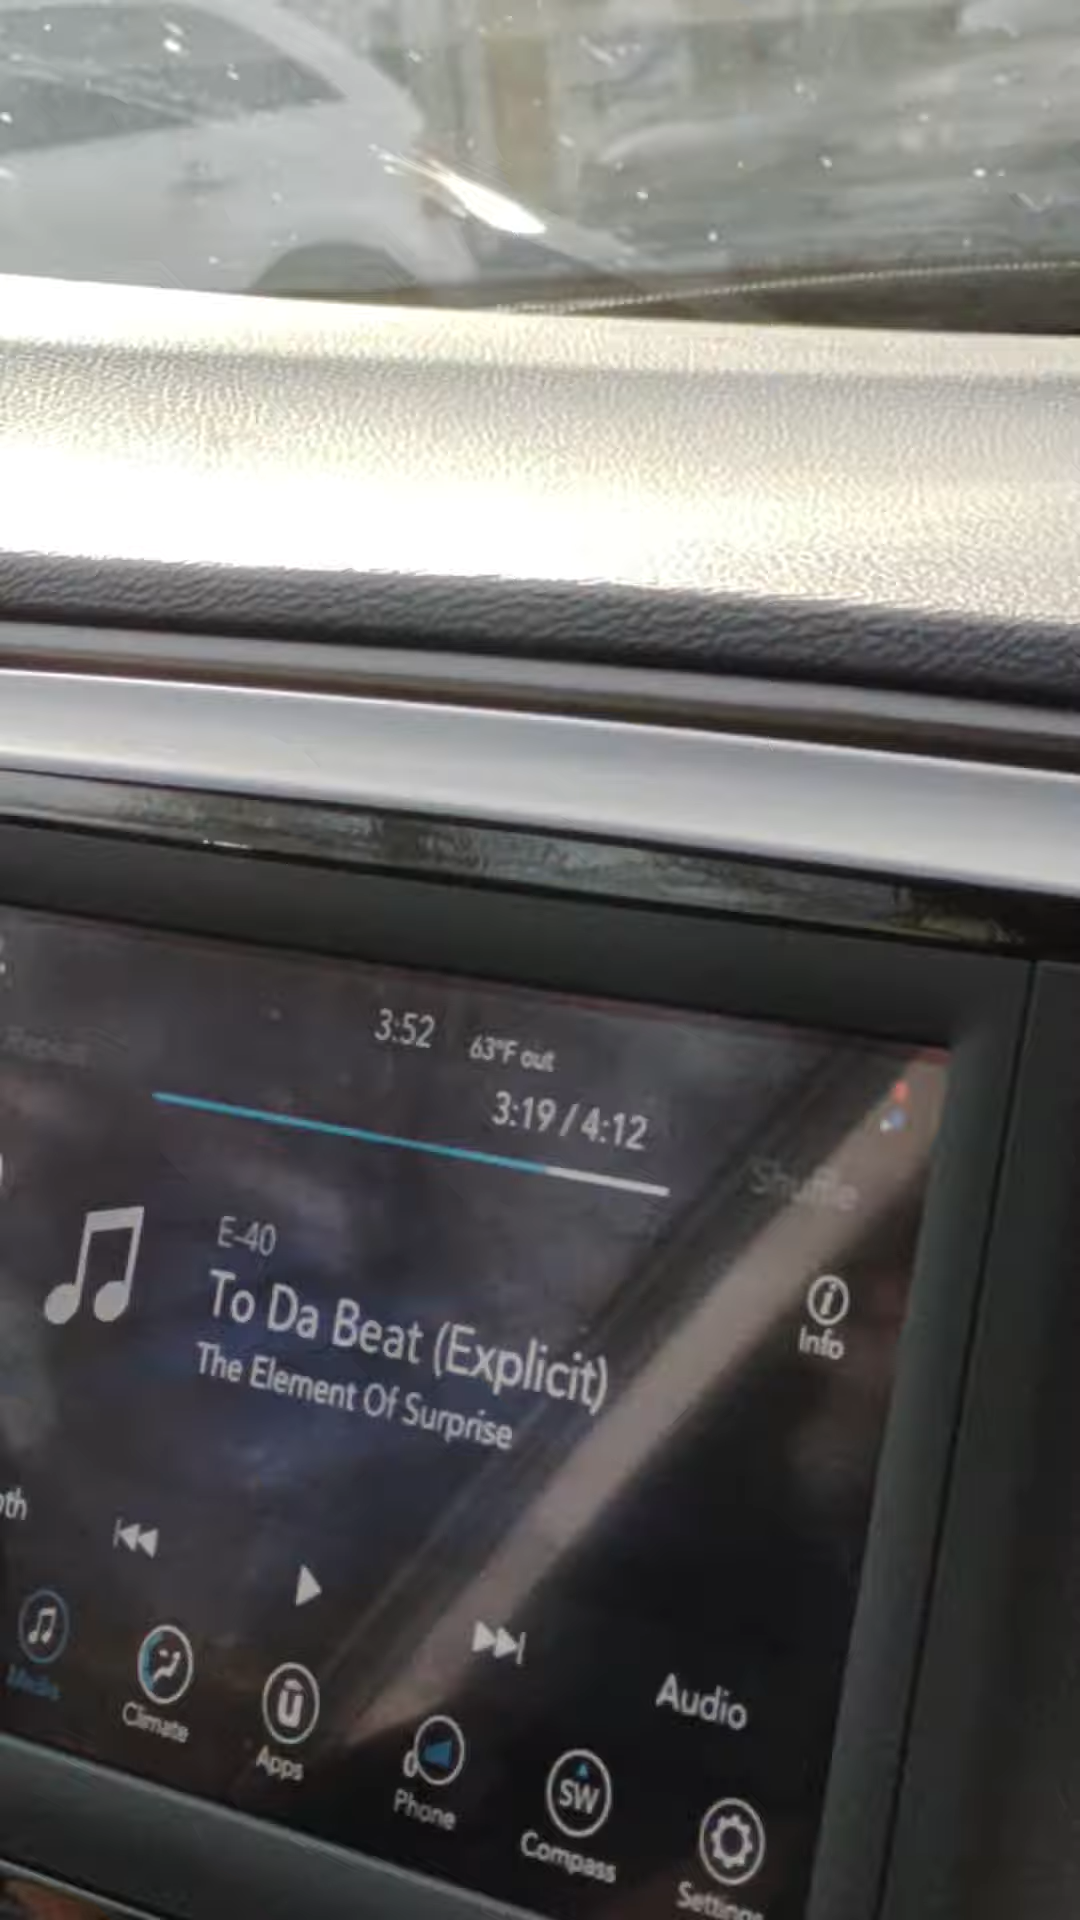 3:52 63°F out
Repeat
3:19 / 4:12
Shuffle
E-40
To Da Beat (Explicit)
The Element Of Surprise
Info
Audio
Media
Climate
Apps
Phone
SW
Compass
Settings